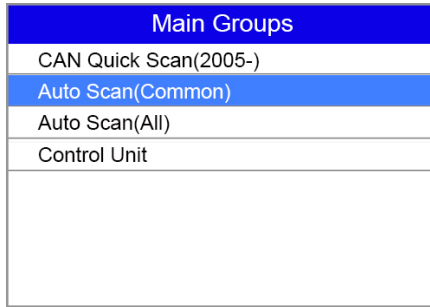 Main Groups
CAN Quick Scan(2005-)
Auto Scan(Common)
Auto Scan(All)
Control Unit